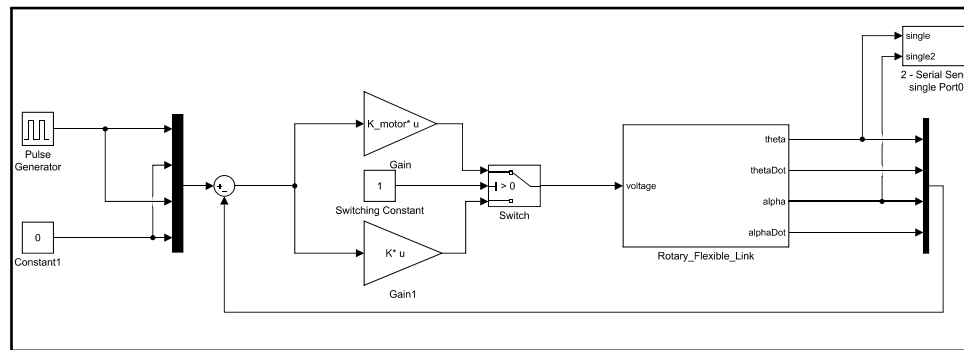 single
single2
2 - Serial Sen
single Port0
Pulse
Generator
K_motor* u
Gain
theta
thetaDot
alpha
alphaDot
voltage
Rotary_Flexible_Link
+
-
1
Switching Constant
> 0
Switch
0
Constant1
K* u
Gain1